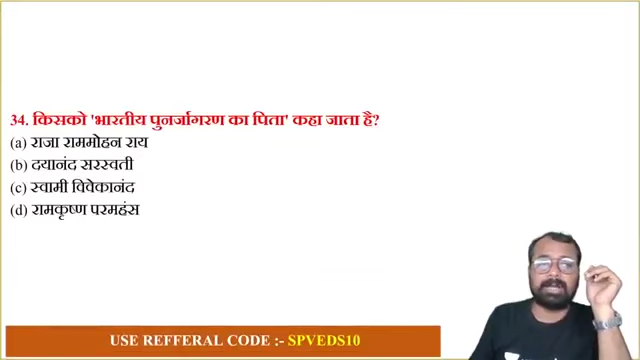 34. किसको 'भारतीय पुनर्जागरण का पिता' कहा जाता है?
(a) राजा राममोहन राय
(b) दयानंद सरस्वती
(c) स्वामी विवेकानंद
(d) रामकृष्ण परमहंस
USE REFFERAL CODE :- SPVEDS10